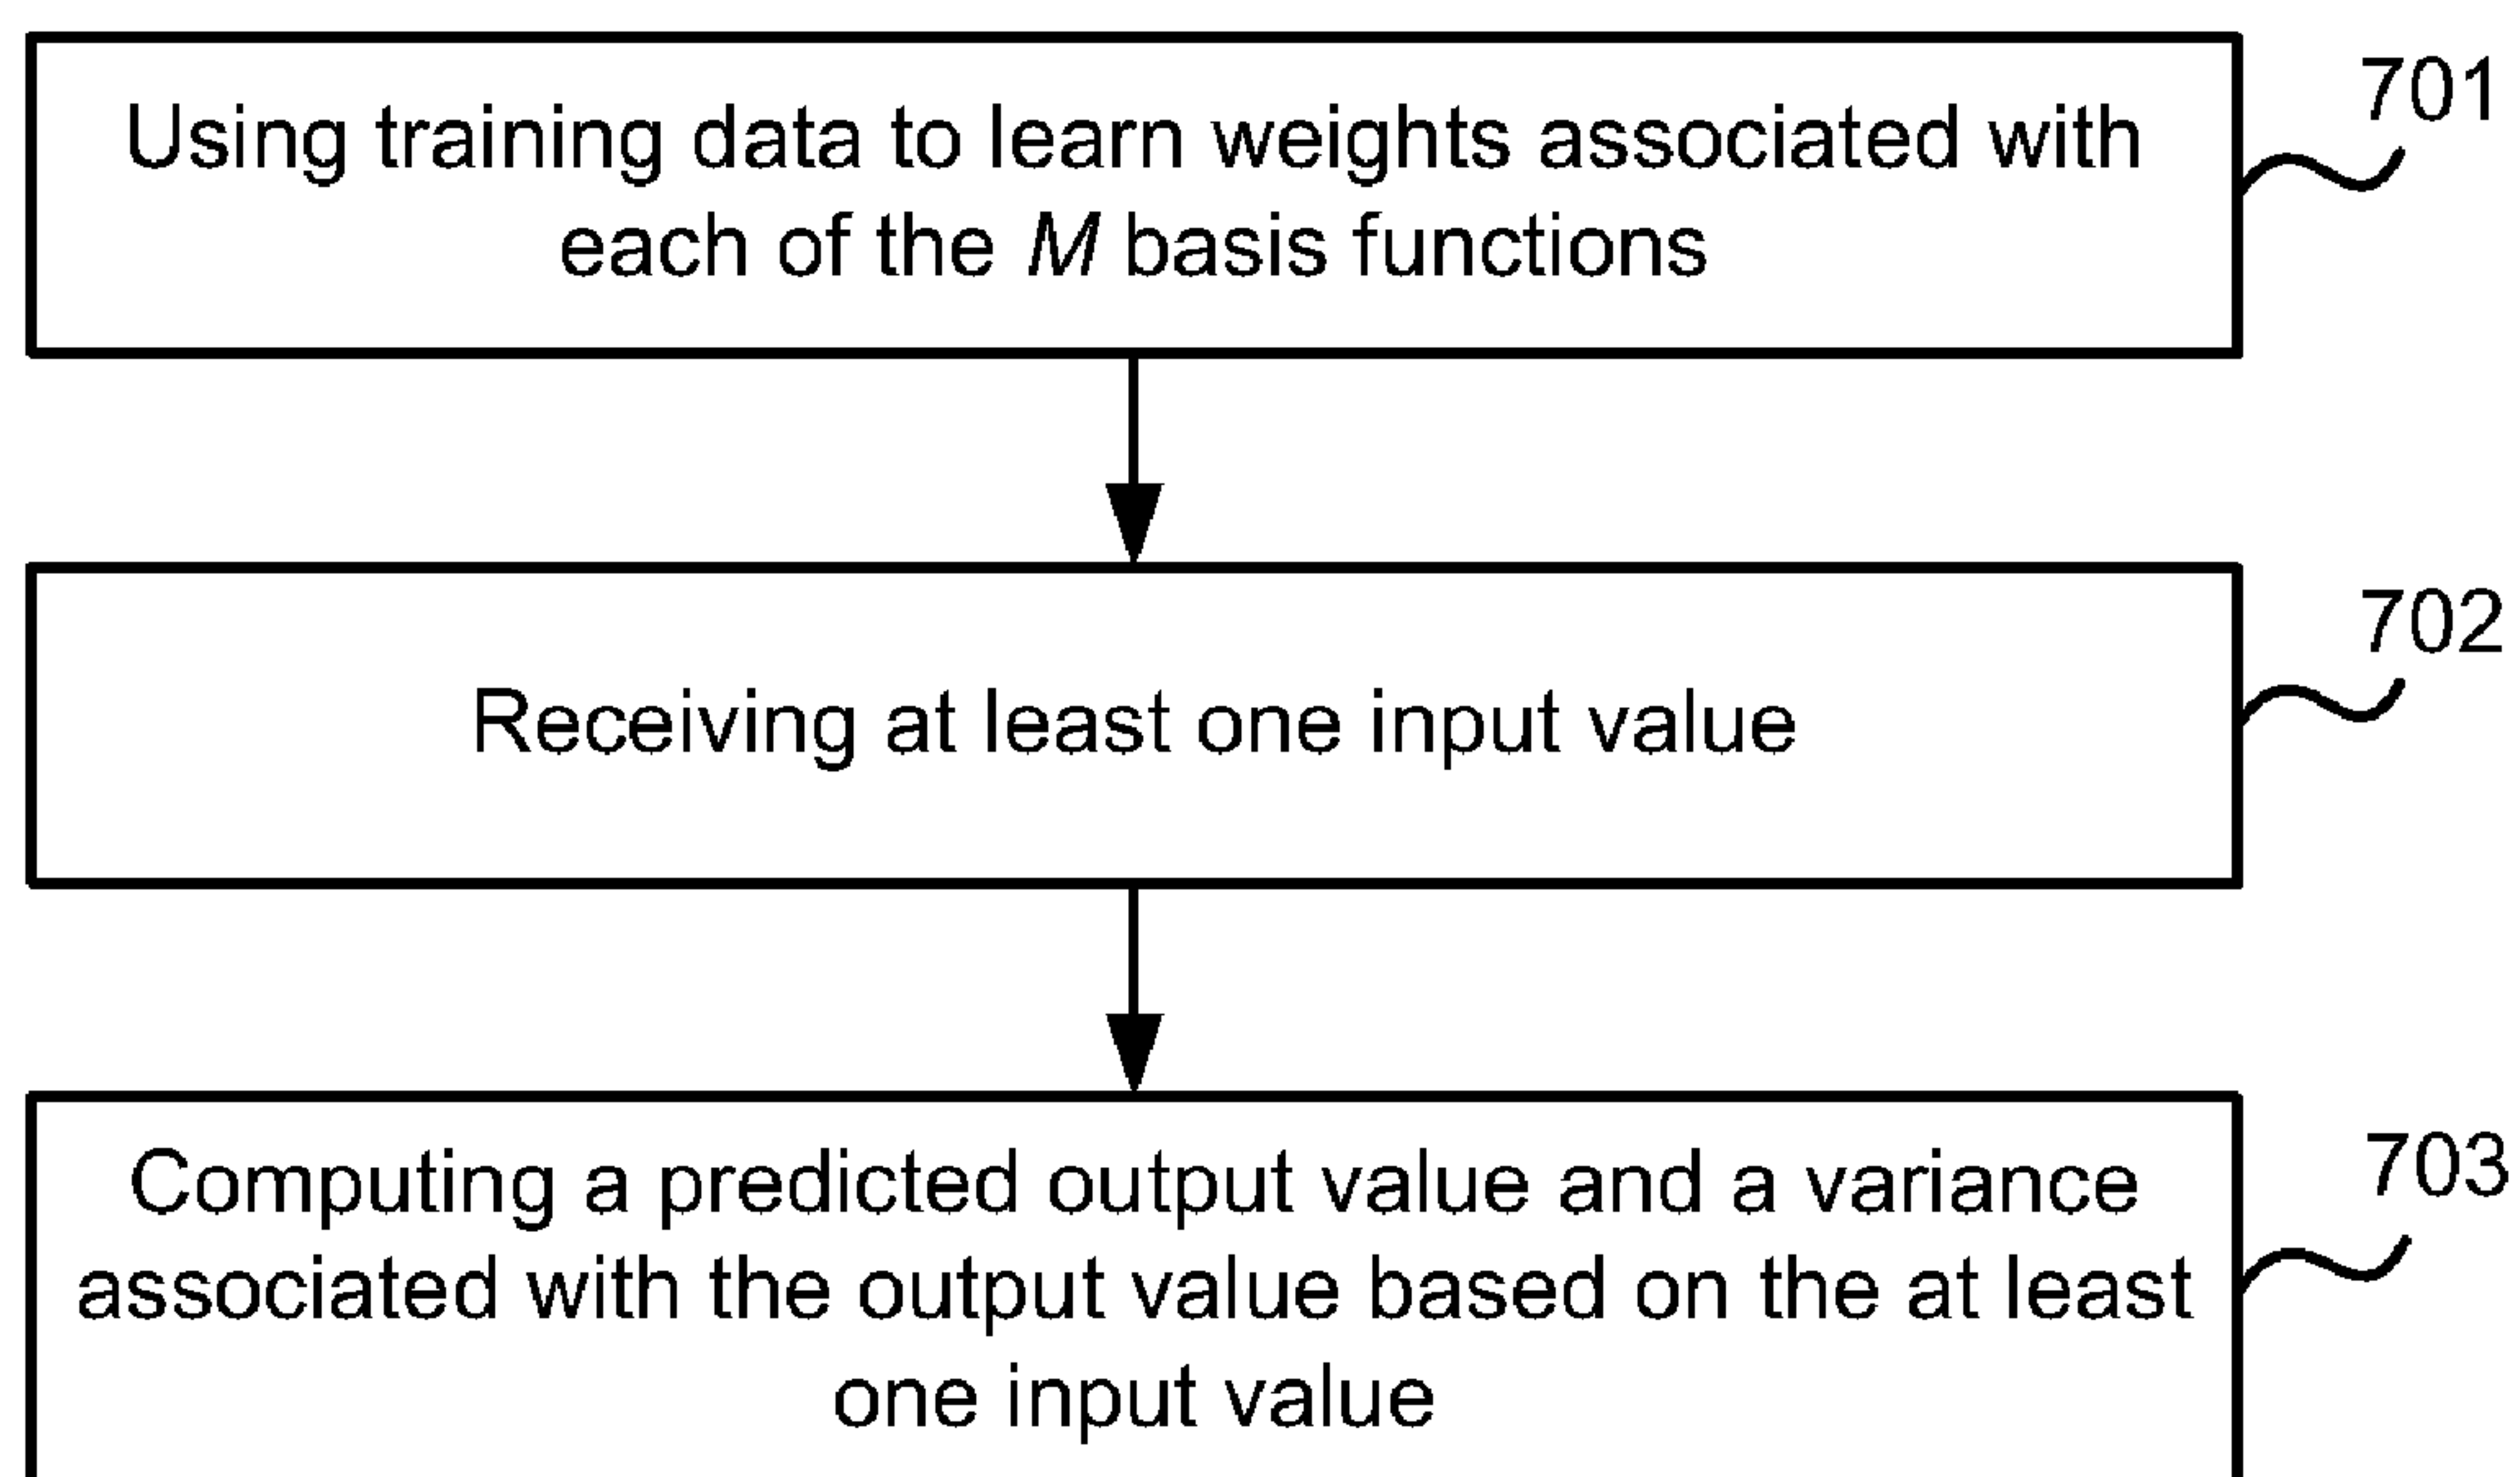 701
Using training data to learn weights associated with
each of the M basis functions
702
Receiving at least one input value
703
Computing a predicted output value and a variance
associated with the output value based on the at least
one input value